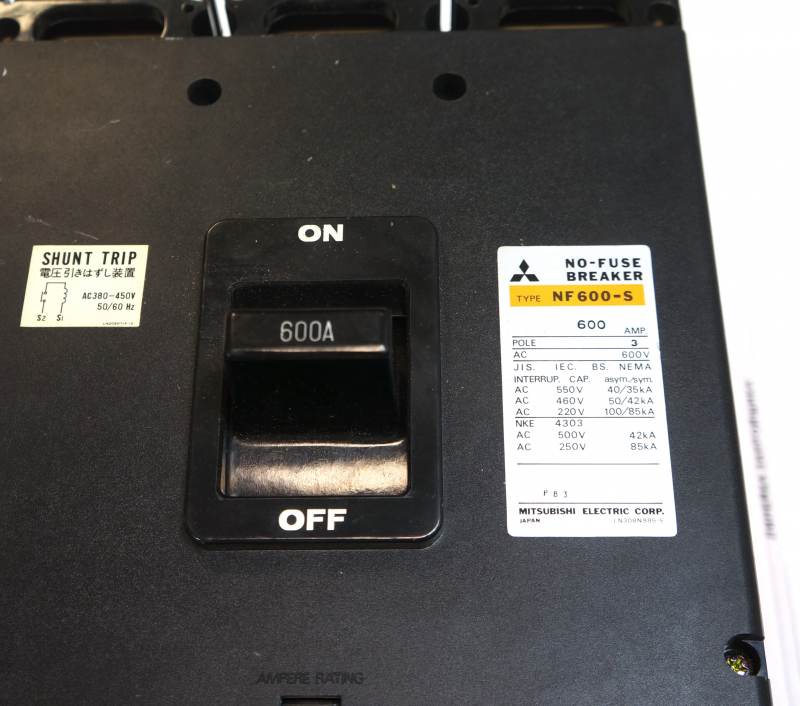 SHUNT TRIP
電圧引きはずし装置
AC380-450V
50/60 Hz
S2 S1
ON
600A
OFF
NO-FUSE
BREAKER
TYPE NF600-S
600 AMP.
POLE 3
AC 600V
JIS. IEC. BS. NEMA
INTERRUP. CAP. asym./sym.
AC 550V 40/35kA
AC 460V 50/42kA
AC 220V 100/85kA
NKE 4303
AC 500V 42kA
AC 250V 85kA
P83
MITSUBISHI ELECTRIC CORP.
JAPAN LN308N995-5
AMPERE RATING